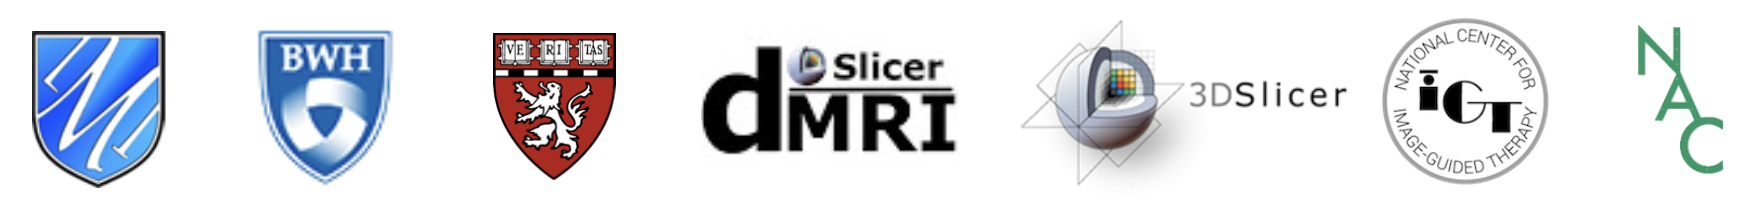 M
BWH
VE RI TAS
Slicer
dMRI
3DSlicer
NATIONAL CENTER FOR
IGT
IMAGE-GUIDED THERAPY
NAC